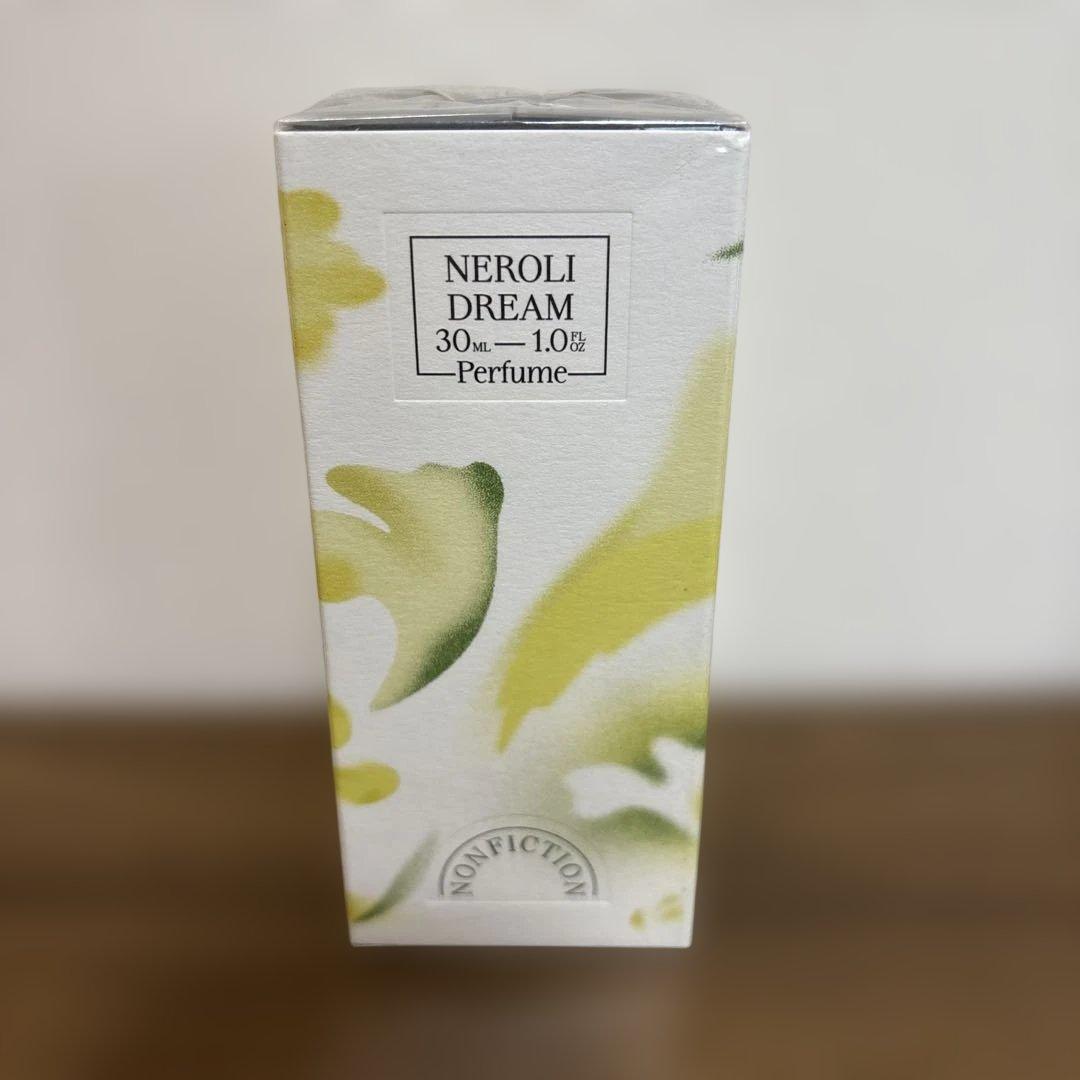 NEROLI
DREAM
30ML — 1.0 FL OZ
Perfume
NONFICTION